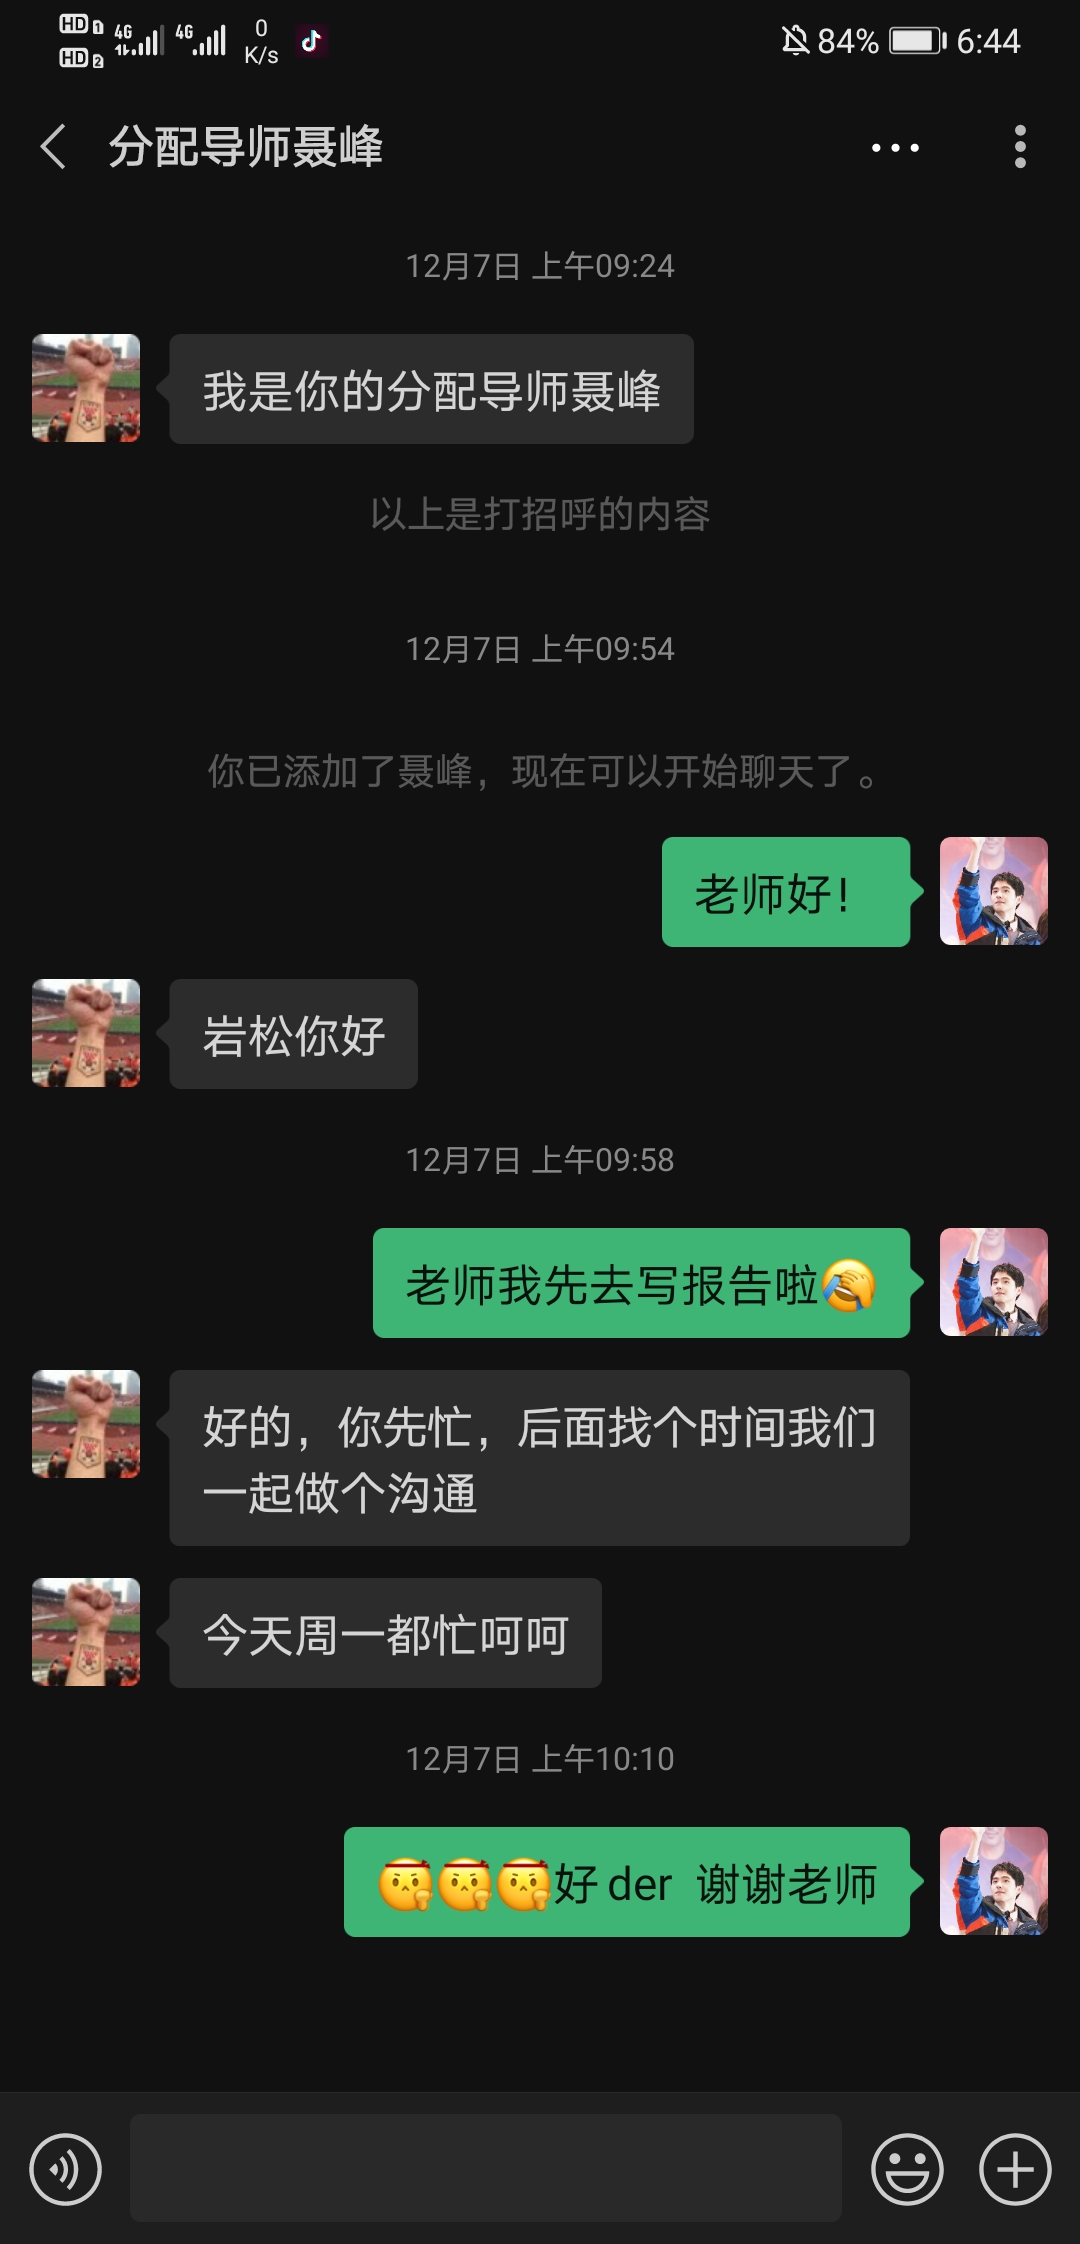 HD 1 4G 4G 0 84% 6:44
HD 2 K/s
分配导师聂峰
12月7日 上午09:24
我是你的分配导师聂峰
以上是打招呼的内容
12月7日 上午09:54
你已添加了聂峰，现在可以开始聊天了。
老师好！
岩松你好
12月7日 上午09:58
老师我先去写报告啦🤣
好的，你先忙，后面找个时间我们
一起做个沟通
今天周一都忙呵呵
12月7日 上午10:10
好 der 谢谢老师